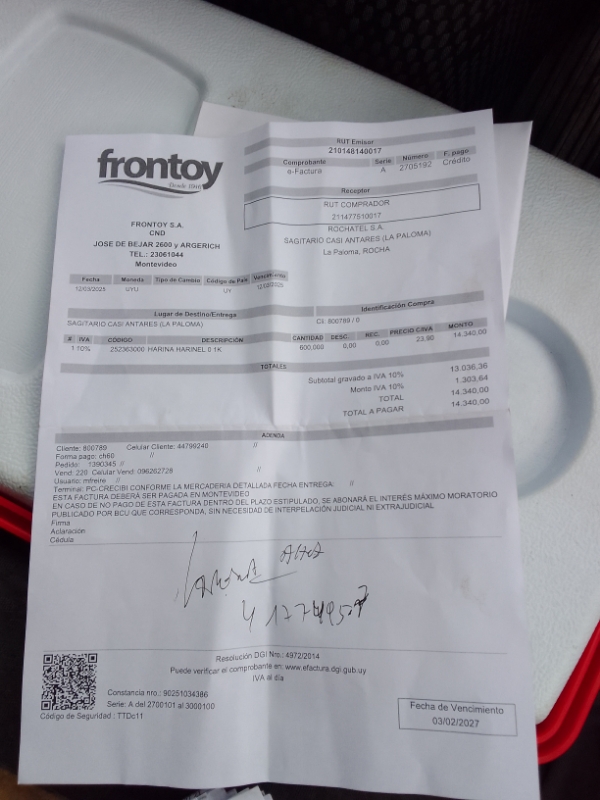 frontoy
Desde 1946
FRONTOY S.A.
CND
JOSE DE BEJAR 2600 y ARGERICH
TEL.: 23061044
Montevideo
RUT Emisor
210148140017
Comprobante Serie Número F. pago
e-Factura A 2705192 Crédito
Receptor
RUT COMPRADOR
211477510017
ROCHATEL S.A.
SAGITARIO CASI ANTARES (LA PALOMA)
La Paloma, ROCHA
Fecha Moneda Tipo de Cambio Código de País Vencimiento
12/03/2025 UYU UY
Lugar de Destino/Entrega
SAGITARIO CASI ANTARES (LA PALOMA)
Identificación Compra
CI: 800789 / 0
# IVA CÓDIGO DESCRIPCIÓN CANTIDAD DESC. REC. PRECIO C/IVA MONTO
1 10% 252363000 HARINA HARINEL 0 1K 600,000 0,00 0,00 23,90 14.340,00
TOTALES
Subtotal gravado a IVA 10% 13.036,36
Monto IVA 10% 1.303,64
TOTAL 14.340,00
TOTAL A PAGAR 14.340,00
ADENDA
Cliente: 800789 Celular Cliente: 44799240 //
Forma pago: ch60 //
Pedido: 1390345 //
Vend: 220 Celular Vend: 096262728 //
Usuario: mfreire //
Terminal: PC-CRECIBI CONFORME LA MERCADERIA DETALLADA FECHA ENTREGA: //
ESTA FACTURA DEBERÁ SER PAGADA EN MONTEVIDEO
EN CASO DE NO PAGO DE ESTA FACTURA DENTRO DEL PLAZO ESTIPULADO, SE ABONARÁ EL INTERÉS MÁXIMO MORATORIO
PUBLICADO POR BCU QUE CORRESPONDA, SIN NECESIDAD DE INTERPELACIÓN JUDICIAL NI EXTRAJUDICIAL
Firma
Aclaración
Cédula
Resolución DGI Nro.: 4972/2014
Puede verificar el comprobante en: www.efactura.dgi.gub.uy
IVA al día
Constancia nro.: 90251034386
Serie: A del 2700101 al 3000100
Código de Seguridad : TTDc11
Fecha de Vencimiento
03/02/2027